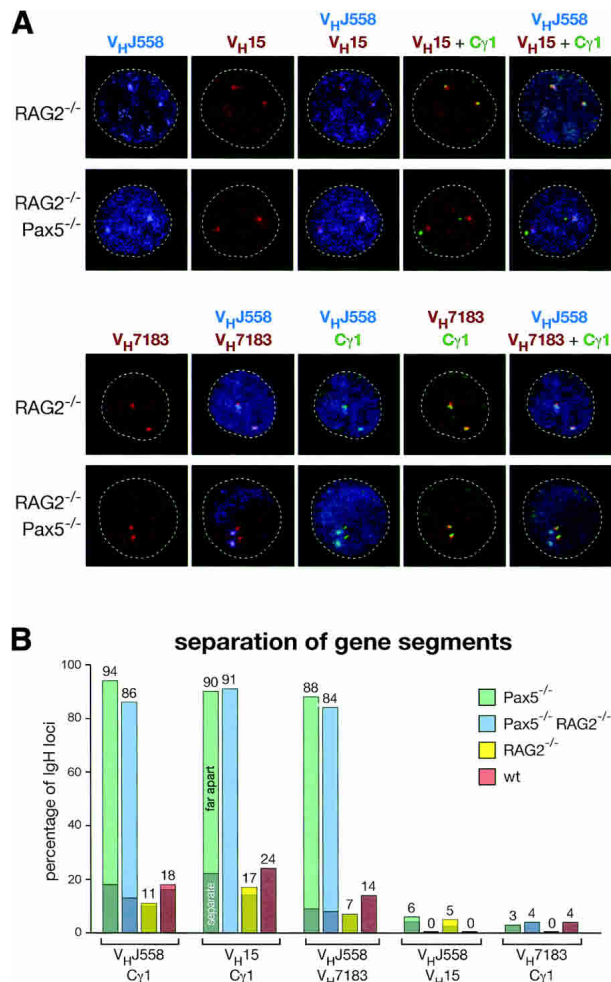 A
VHJ558
VHJ558 VH15 VH15 VH15 + Cγ1 VH15 + Cγ1
VHJ558
RAG2-/-
RAG2-/-
Pax5-/-
VHJ558 VHJ558 VH7183 VHJ558
VH7183 VH7183 Cγ1 Cγ1 VH7183 + Cγ1
RAG2-/-
RAG2-/-
Pax5-/-
B separation of gene segments
percentage of IgH loci
100
80
60
40
20
0
94 86 11 18
90 91 17 24
88 84 7 14
6 0 5 0
3 4 0 4
far apart
separate
Pax5-/-
Pax5-/- RAG2-/-
RAG2-/-
wt
VHJ558 VH15 VHJ558 VHJ558 VH7183
Cγ1 Cγ1 VH7183 VH15 Cγ1